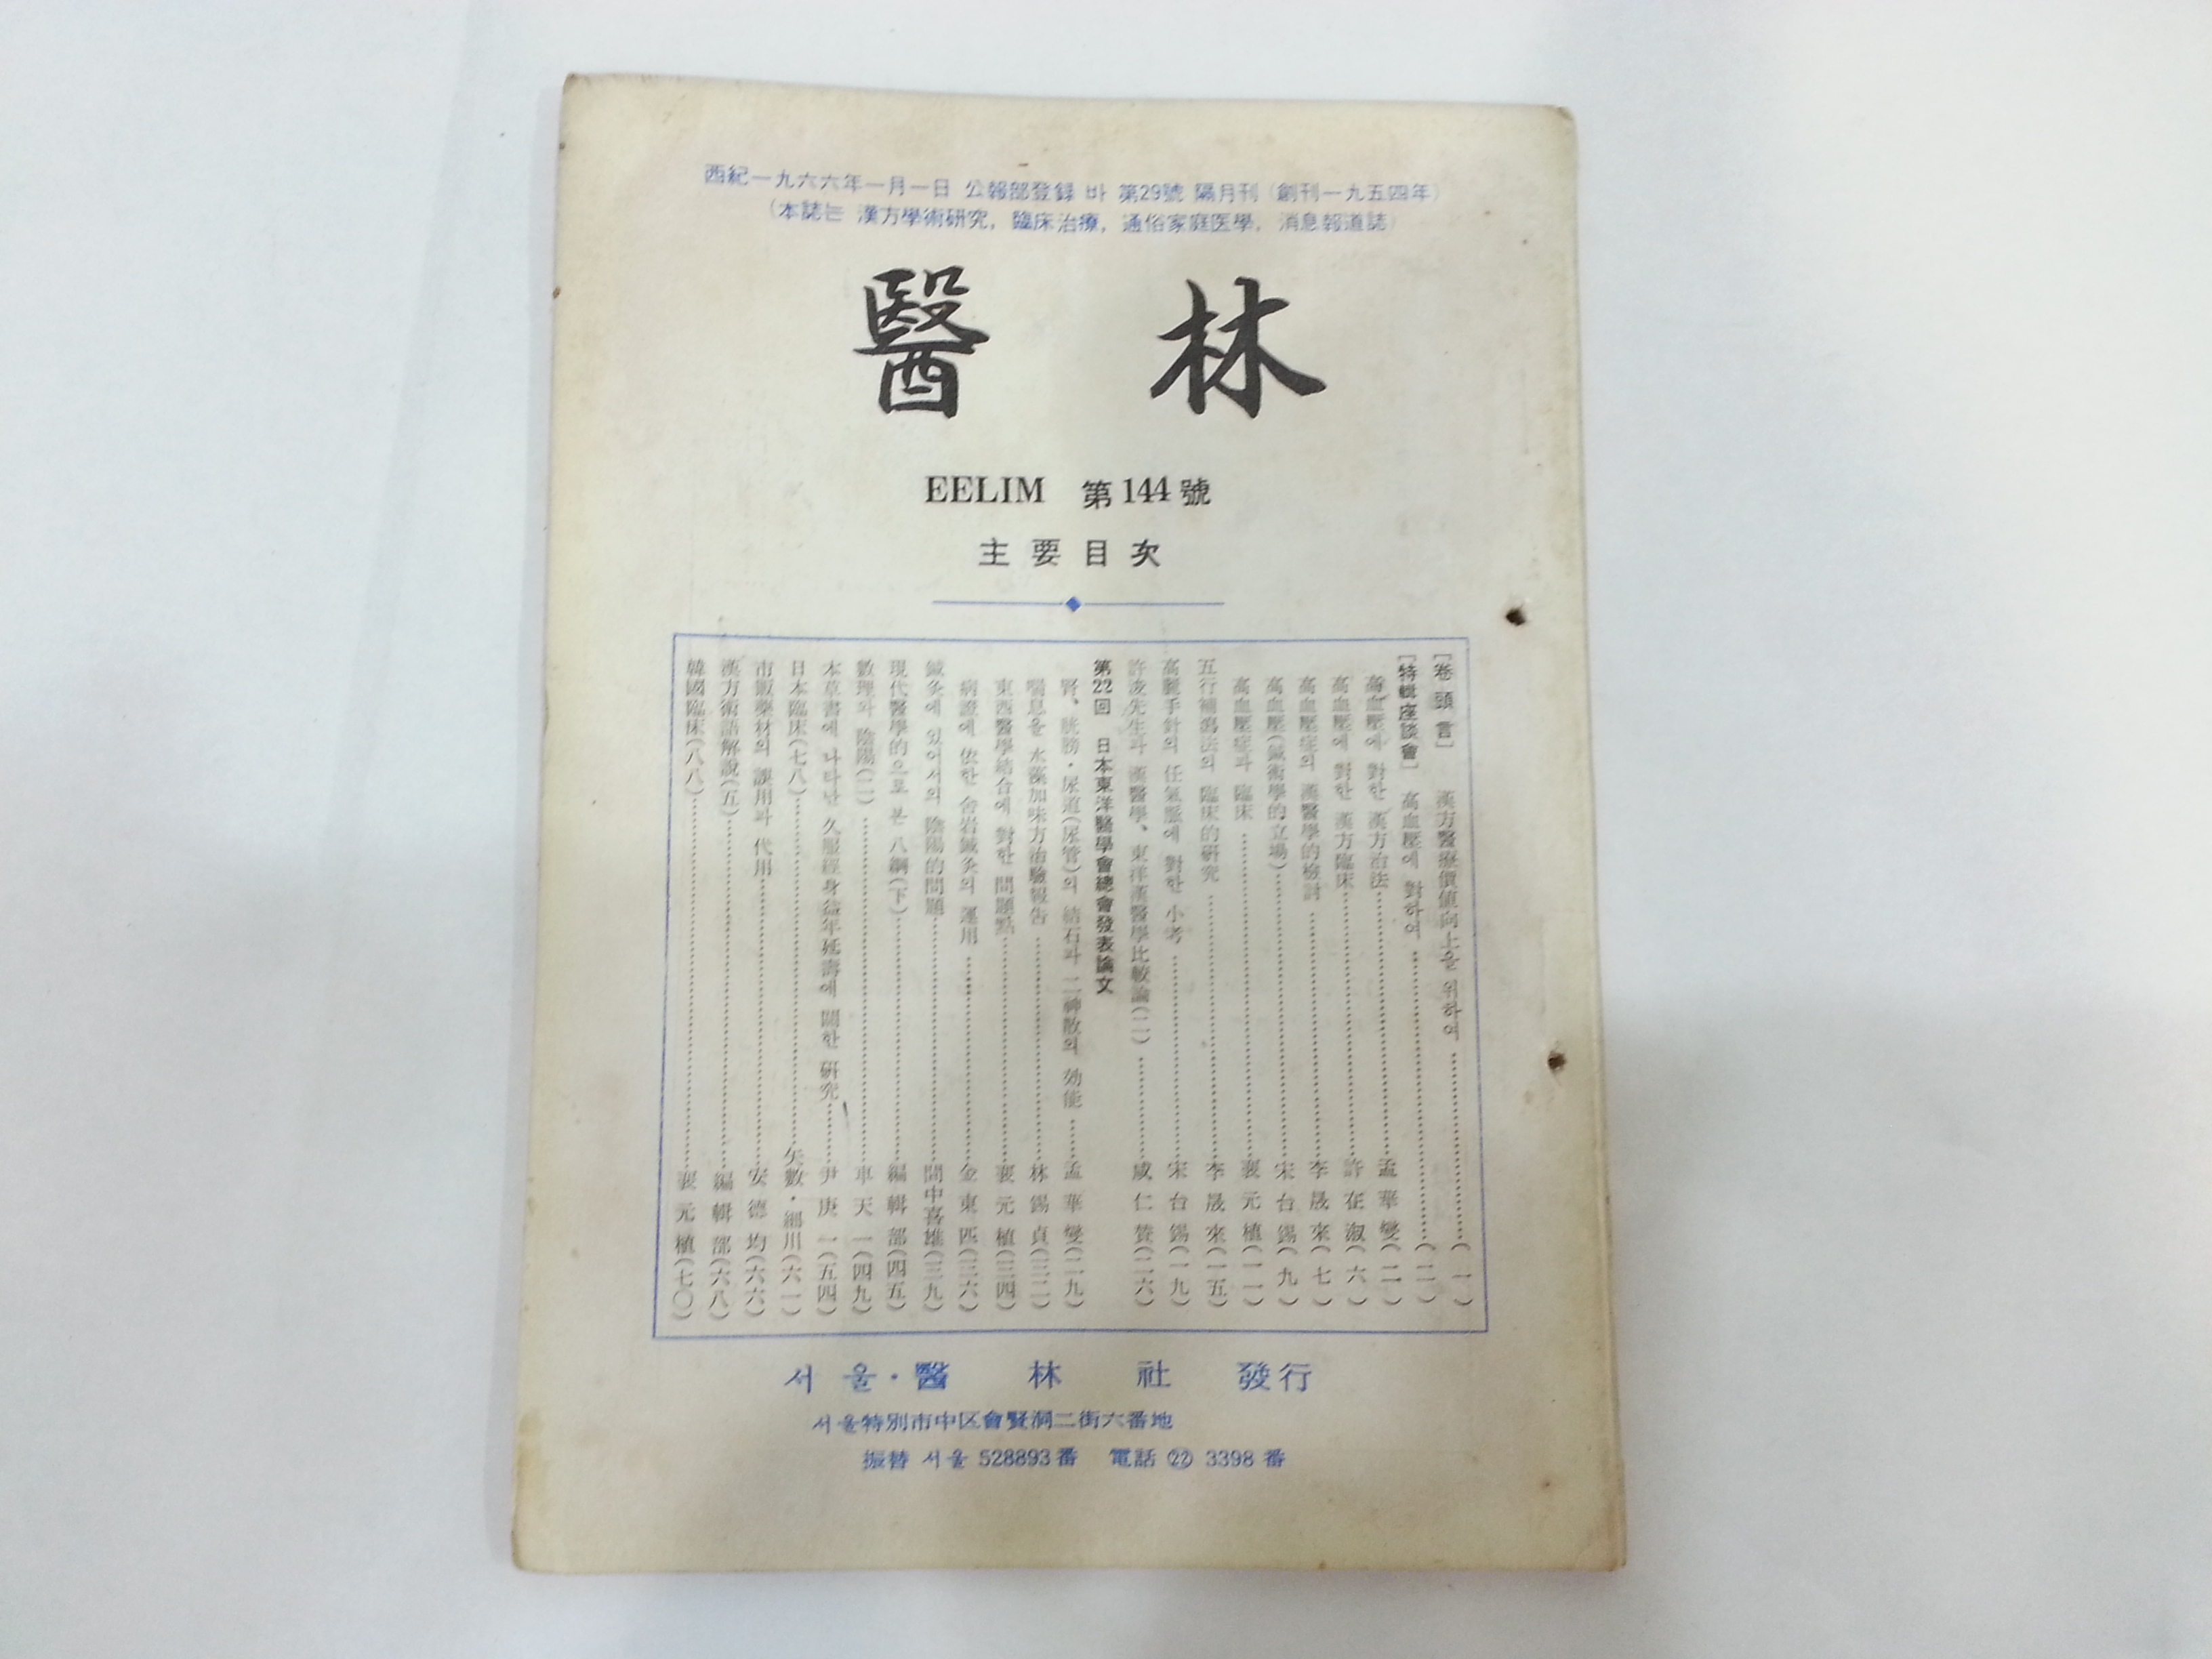 西紀一九六六年一月一日 公報部登録 바 第29號 隔月刊 (創刊一九五四年)
(本誌는 漢方學術研究, 臨床治療, 通俗家庭医學, 消息報道誌)
醫 林
EELIM 第144號
主要目次
[卷頭言] 漢方醫療價値向上을 위하여 ……(一)
[特輯座談會] 高血壓에 對하여 ……(二)
高血壓에 對한 漢方治法 …… 孟華燮(二)
高血壓에 對한 漢方臨床 …… 許在淑(六)
高血壓症의 漢醫學的檢討 …… 李晟來(七)
高血壓(鍼術學的立場) …… 宋台錫(九)
高血壓症과 臨床 …… 裵元植(一一)
五行補瀉法의 臨床的研究 …… 李晟來(一五)
高麗手針의 任氣脈에 對한 小考 …… 宋台錫(一九)
許浚先生과 漢醫學、東洋漢醫學比較論(二) …… 成仁贊(二六)
第22回 日本東洋醫學會總會發表論文
腎、膀胱・尿道(尿管)의 結石과 二神散의 効能 …… 孟華燮(二九)
喘息을 水藻加味方治驗報告 …… 林錫貞(三二)
東西醫學結合에 對한 問題點 …… 裵元植(三四)
病證에 依한 舍岩鍼灸의 運用 …… 金東匹(三六)
鍼灸에 있어서의 陰陽的問題 …… 間中喜雄(三九)
現代醫學的으로 본 八綱(下) …… 編輯部(四五)
數理와 陰陽(二) …… 車天一(四九)
本草書에 나타난 久服經身益年延壽에 關한 研究 …… 尹庚一(五四)
日本臨床(七八) …… 矢數・細川(六一)
市販藥材의 誤用과 代用 …… 安德均(六六)
漢方術語解說(五) …… 編輯部(六八)
韓國臨床(八八) …… 裵元植(七〇)
서울・醫 林 社 發行
서울特別市中区會賢洞二街六番地
振替 서울 528893番 電話 ㉒ 3398番